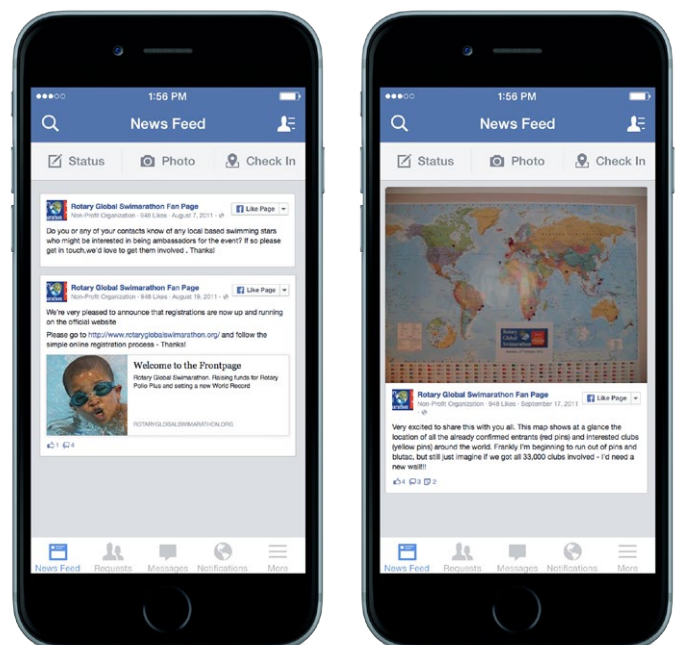 1:56 PM
News Feed
Status Photo Check In
Rotary Global Swimarathon Fan Page
Like Page
Non-Profit Organization · 948 Likes · August 7, 2011 ·
Do you or any of your contacts know of any local based swimming stars
who might be interested in being ambassadors for the event? If so please
get in touch,we'd love to get them involved . Thanks!
Rotary Global Swimarathon Fan Page
Like Page
Non-Profit Organization · 948 Likes · August 19, 2011 ·
We're very pleased to announce that registrations are now up and running
on the official website
Please go to http://www.rotaryglobalswimarathon.org/ and follow the
simple online registration process - Thanks!
Welcome to the Frontpage
Rotary Global Swimarathon. Raising funds for Rotary
Polio Plus and setting a new World Record
ROTARYGLOBALSWIMARATHON.ORG
1 4
News Feed Requests Messages Notifications More
1:56 PM
News Feed
Status Photo Check In
Rotary
Global
Swimarathon
Rotary Global Swimarathon Fan Page
Like Page
Non-Profit Organization · 948 Likes · September 17, 2011
·
Very excited to share this with you all. This map shows at a glance the
location of all the already confirmed entrants (red pins) and interested clubs
(yellow pins) around the world. Frankly I'm beginning to run out of pins and
blutac, but still just imagine if we got all 33,000 clubs involved - I'd need a
new wall!!!
4 3 2
News Feed Requests Messages Notifications More